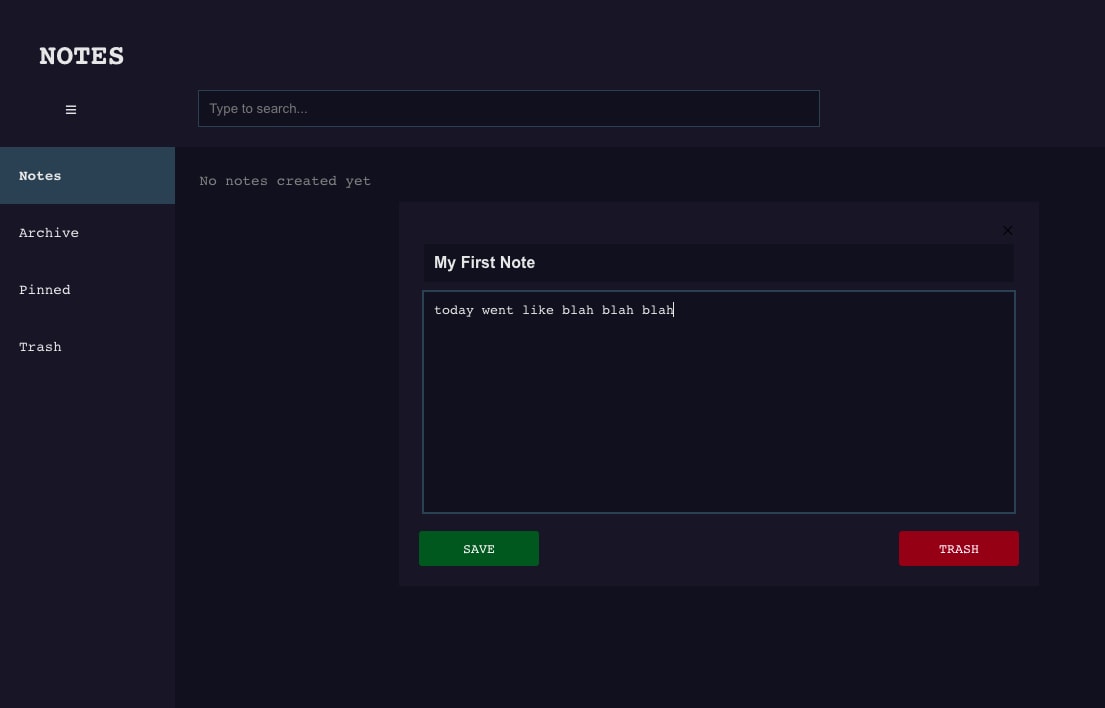 NOTES
Type to search...
Notes
No notes created yet
Archive
Pinned
Trash
My First Note
today went like blah blah blah
SAVE
TRASH